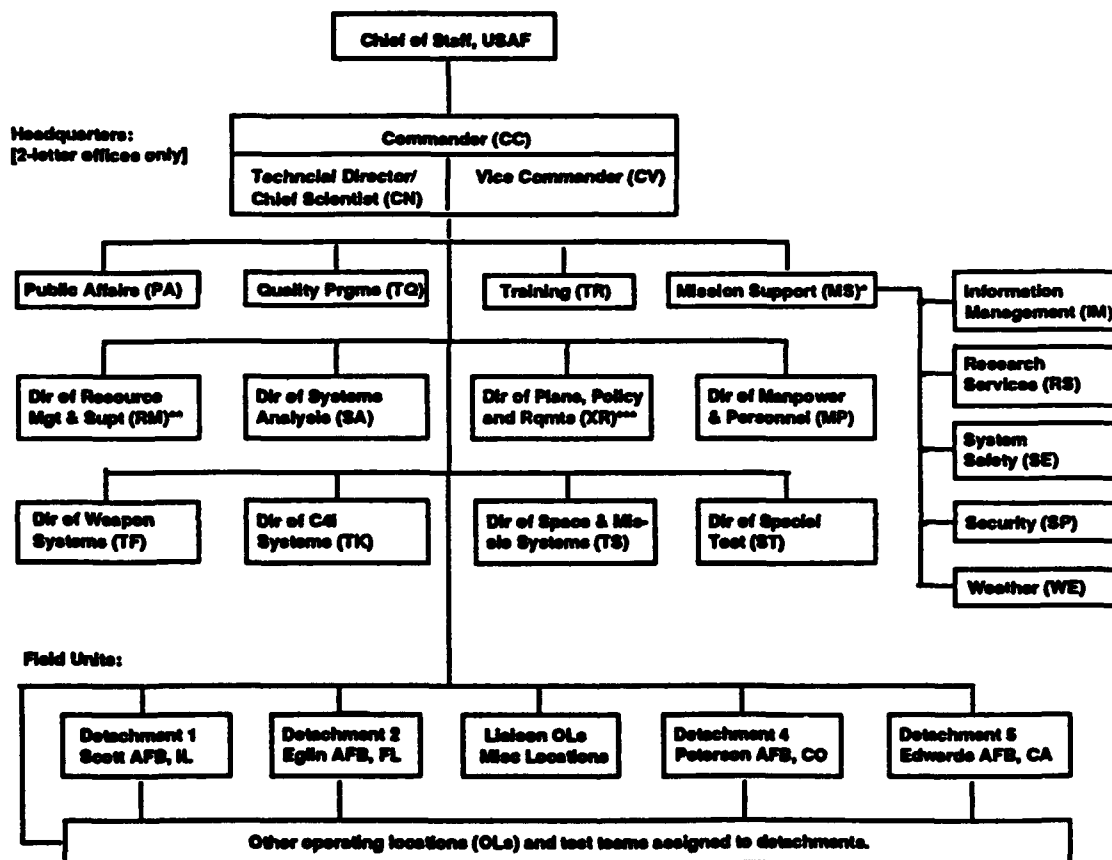 Chief of Staff, USAF
Headquarters:
[2-letter offices only]
Commander (CC)
Techncial Director/
Chief Scientist (CN)
Vice Commander (CV)
Public Affairs (PA)
Quality Prgms (TQ)
Training (TR)
Mission Support (MS)*
Information
Management (IM)
Research
Services (RS)
System
Safety (SE)
Security (SP)
Weather (WE)
Dir of Resource
Mgt & Supt (RM)**
Dir of Systems
Analysis (SA)
Dir of Plans, Policy
and Rqmts (XR)***
Dir of Manpower
& Personnel (MP)
Dir of Weapon
Systems (TF)
Dir of C4I
Systems (TK)
Dir of Space & Mis-
sle Systems (TS)
Dir of Special
Test (ST)
Field Units:
Detachment 1
Scott AFB, IL
Detachment 2
Eglin AFB, FL
Liaison OLs
Misc Locations
Detachment 4
Peterson AFB, CO
Detachment 5
Edwards AFB, CA
Other operating locations (OLs) and test teams assigned to detachments.